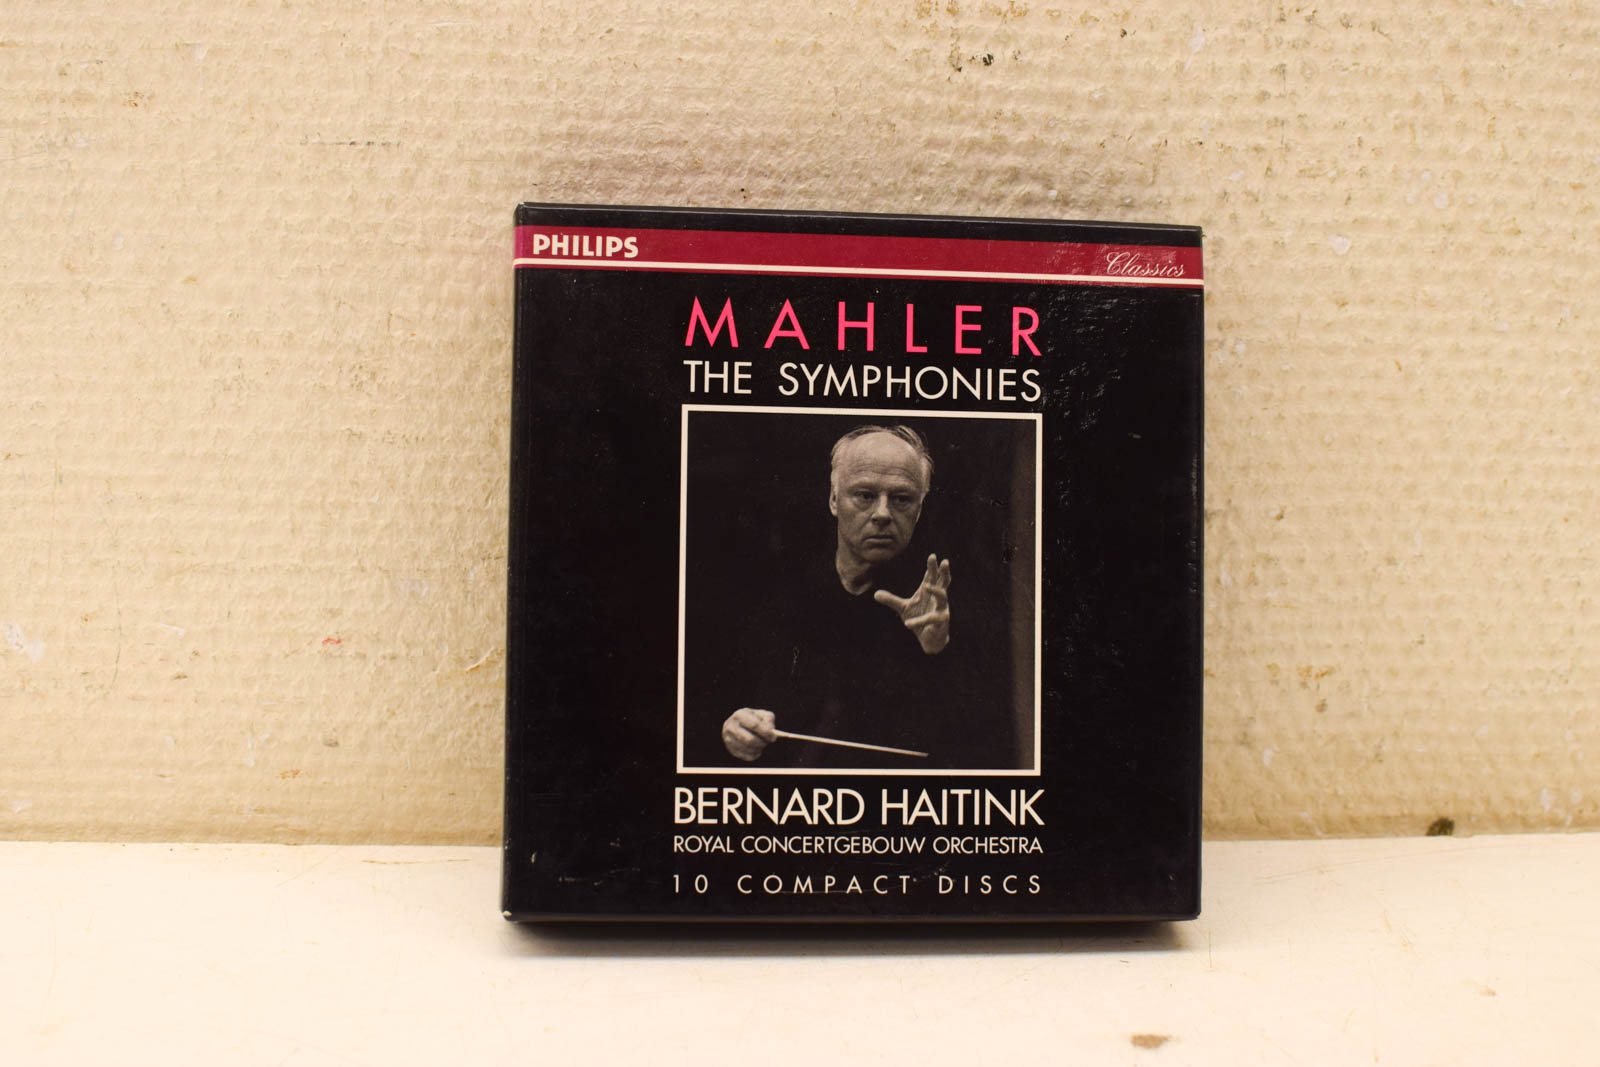 PHILIPS
Classics
MAHLER
THE SYMPHONIES
BERNARD HAITINK
ROYAL CONCERTGEBOUW ORCHESTRA
10 COMPACT DISCS